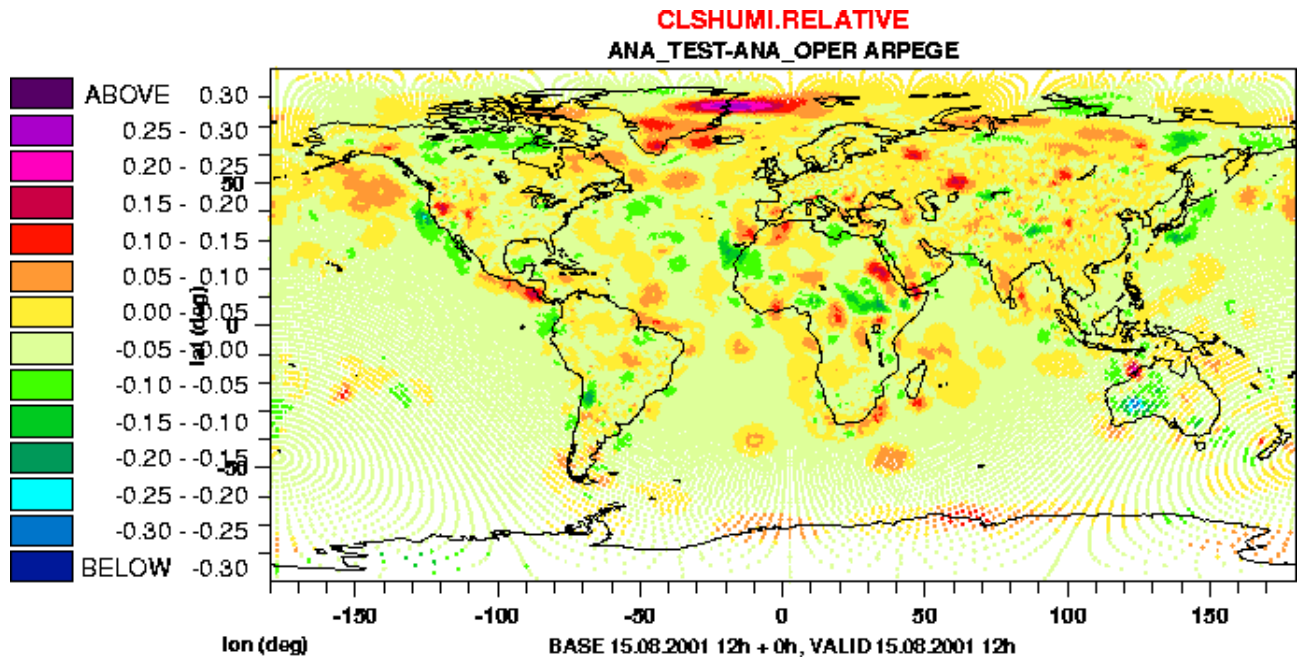 CLSHUMI.RELATIVE
ANA_TEST-ANA_OPER ARPEGE
ABOVE 0.30
0.25 - 0.30
0.20 - 0.25
0.15 - 0.20
0.10 - 0.15
0.05 - 0.10
0.00 - 0.05
-0.05 - 0.00
-0.10 - -0.05
-0.15 - -0.10
-0.20 - -0.15
-0.25 - -0.20
-0.30 - -0.25
BELOW -0.30
50
0
-50
lat (deg)
-150 -100 -50 0 50 100 150
lon (deg)
BASE 15.08.2001 12h + 0h, VALID 15.08.2001 12h